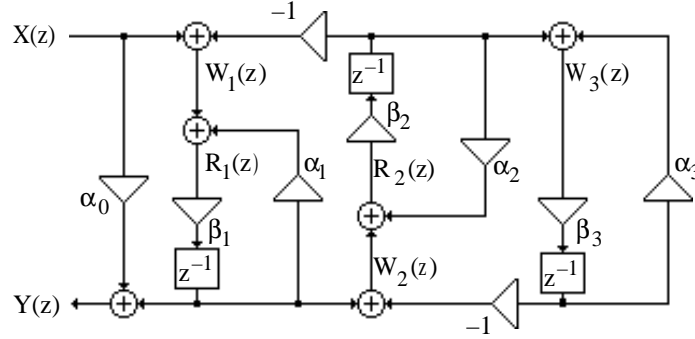 −1
X(z)
W₁(z)
z⁻¹
W₃(z)
β₂
R₁(z)
α₁
R₂(z)
α₂
α₃
α₀
β₁
β₃
z⁻¹
W₂(z)
z⁻¹
Y(z)
−1